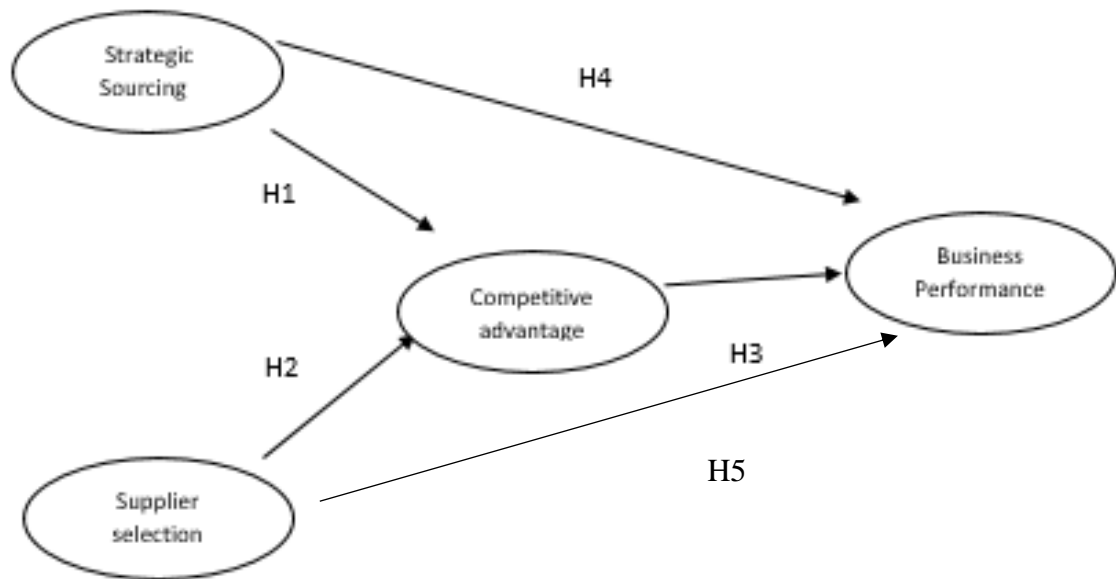 Strategic
Sourcing
H4
H1
Business
Performance
Competitive
advantage
H3
H2
H5
Supplier
selection